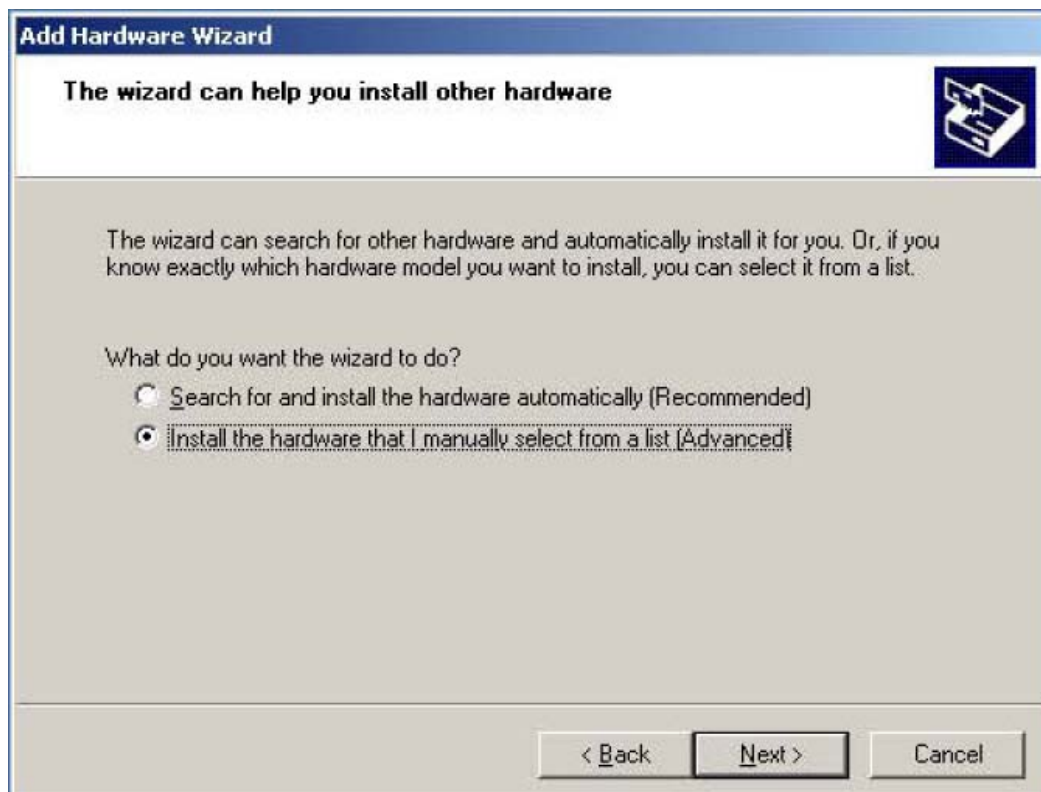 Add Hardware Wizard
The wizard can help you install other hardware
The wizard can search for other hardware and automatically install it for you. Or, if you
know exactly which hardware model you want to install, you can select it from a list.
What do you want the wizard to do?
Search for and install the hardware automatically (Recommended)
Install the hardware that I manually select from a list (Advanced)
< Back Next > Cancel